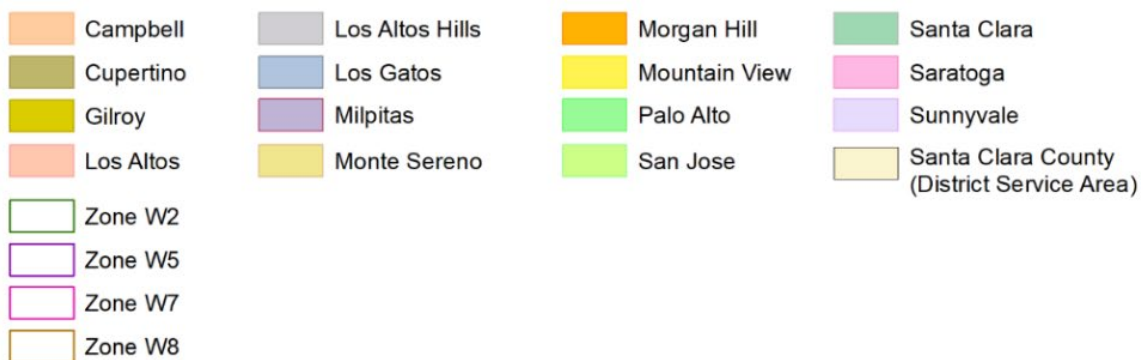 Campbell
Cupertino
Gilroy
Los Altos
Los Altos Hills
Los Gatos
Milpitas
Monte Sereno
Morgan Hill
Mountain View
Palo Alto
San Jose
Santa Clara
Saratoga
Sunnyvale
Santa Clara County
(District Service Area)
Zone W2
Zone W5
Zone W7
Zone W8